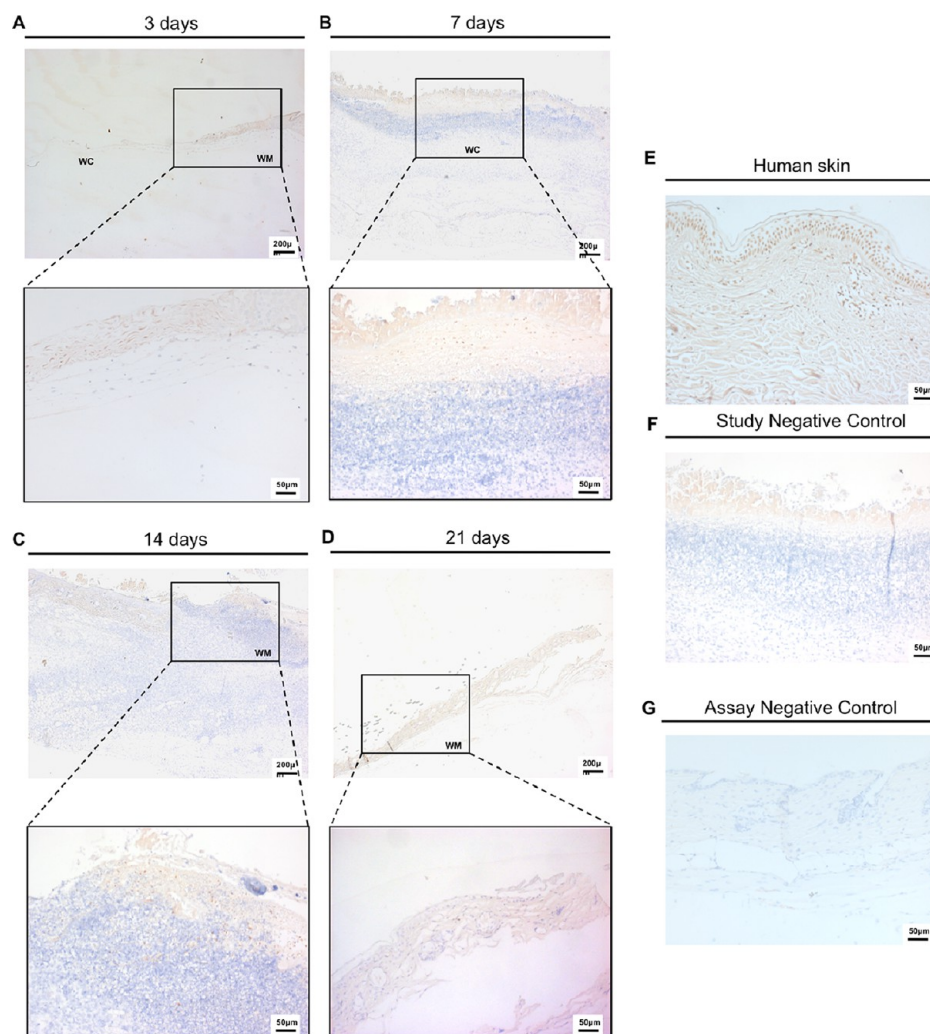 A
3 days
WC
WM
200µ
m
50µm
B
7 days
WC
200µ
m
50µm
C
14 days
WM
200µ
m
50µm
D
21 days
WM
200µ
m
50µm
E
Human skin
50µm
F
Study Negative Control
50µm
G
Assay Negative Control
50µm